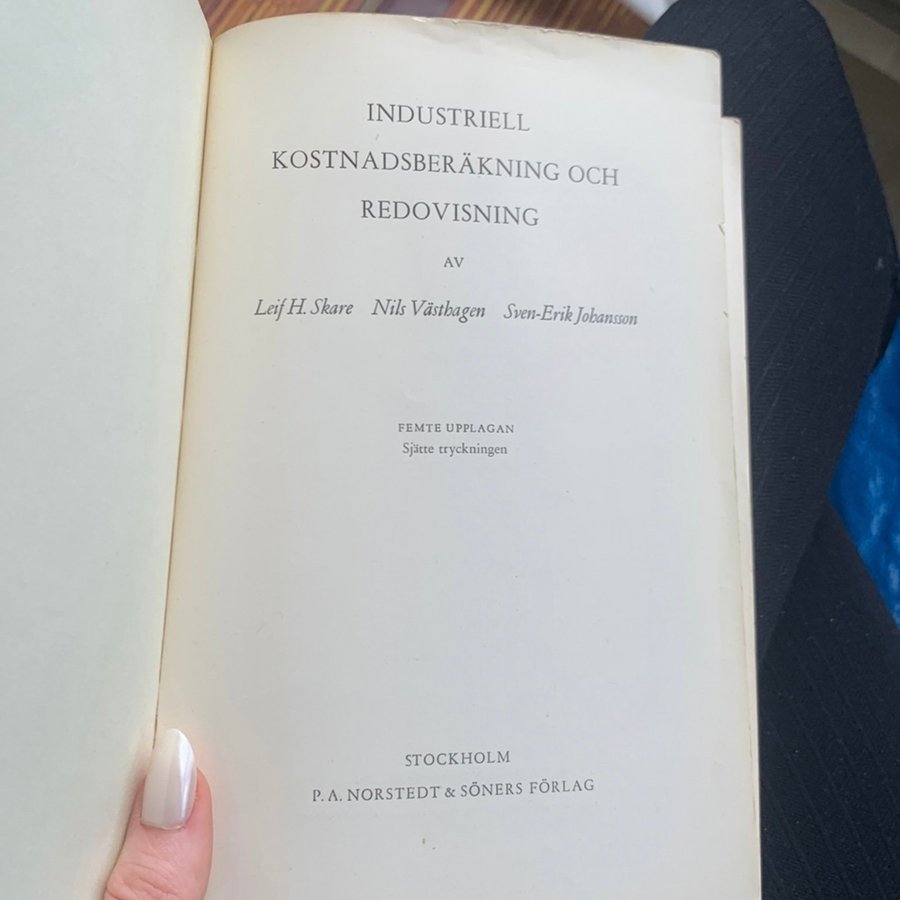 INDUSTRIELL
KOSTNADSBERÄKNING OCH
REDOVISNING
AV
Leif H. Skare Nils Västhagen Sven-Erik Johansson
FEMTE UPPLAGAN
Sjätte tryckningen
STOCKHOLM
P. A. NORSTEDT & SÖNERS FÖRLAG